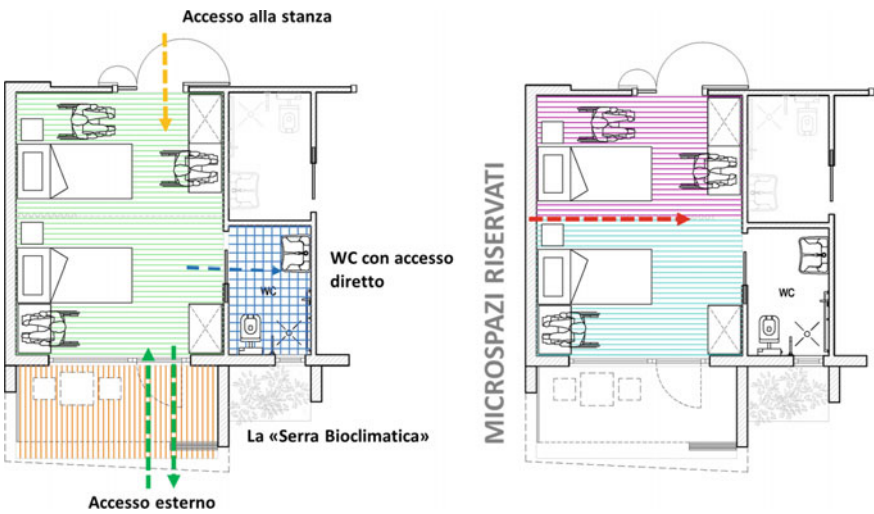 Accesso alla stanza
WC con accesso
diretto
WC
La «Serra Bioclimatica»
Accesso esterno
MICROSPAZI RISERVATI
WC